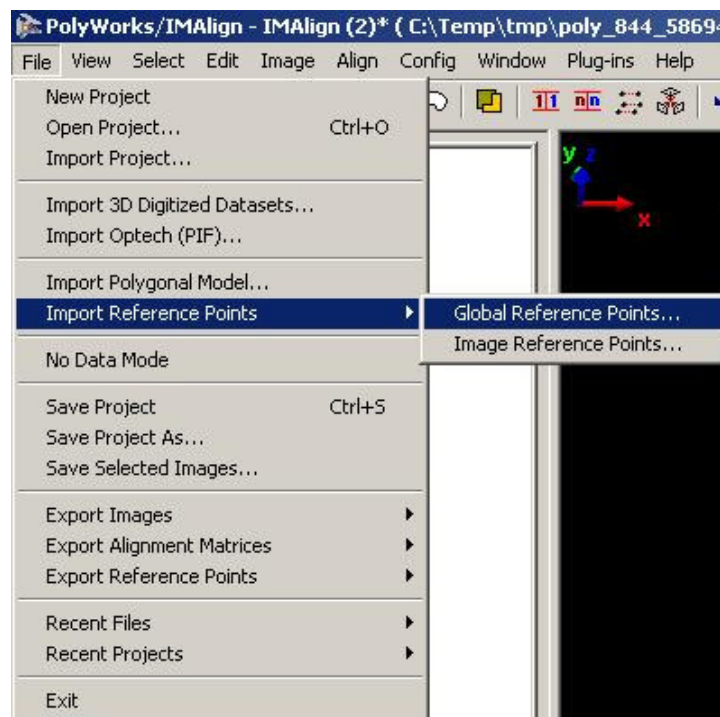 PolyWorks/IMAlign - IMAlign (2)* ( C:\Temp\tmp\poly_844_58694
File View Select Edit Image Align Config Window Plug-ins Help
New Project
Open Project... Ctrl+O
Import Project...
Import 3D Digitized Datasets...
Import Optech (PIF)...
Import Polygonal Model...
Import Reference Points
Global Reference Points...
Image Reference Points...
No Data Mode
Save Project Ctrl+S
Save Project As...
Save Selected Images...
Export Images
Export Alignment Matrices
Export Reference Points
Recent Files
Recent Projects
Exit
11 nn
y z
x